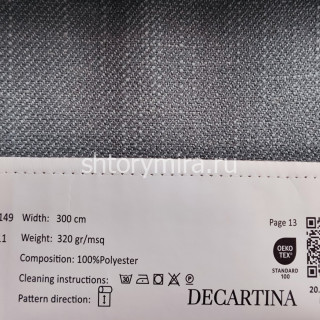 shtorymira.ru
149 Width: 300 cm
Page 13
.1 Weight: 320 gr/msq
Composition: 100%Polyester
OEKO
TEX®
STANDARD
100
Cleaning instructions:
Pattern direction:
DECARTINA
20.